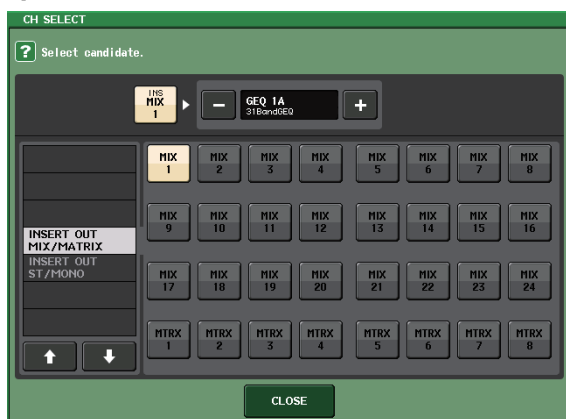 CH SELECT
? Select candidate.
INS
MIX
1
−
GEQ 1A
31BandGEQ
+
INSERT OUT
MIX/MATRIX
INSERT OUT
ST/MONO
MIX 1 MIX 2 MIX 3 MIX 4 MIX 5 MIX 6 MIX 7 MIX 8
MIX 9 MIX 10 MIX 11 MIX 12 MIX 13 MIX 14 MIX 15 MIX 16
MIX 17 MIX 18 MIX 19 MIX 20 MIX 21 MIX 22 MIX 23 MIX 24
MTRX 1 MTRX 2 MTRX 3 MTRX 4 MTRX 5 MTRX 6 MTRX 7 MTRX 8
CLOSE